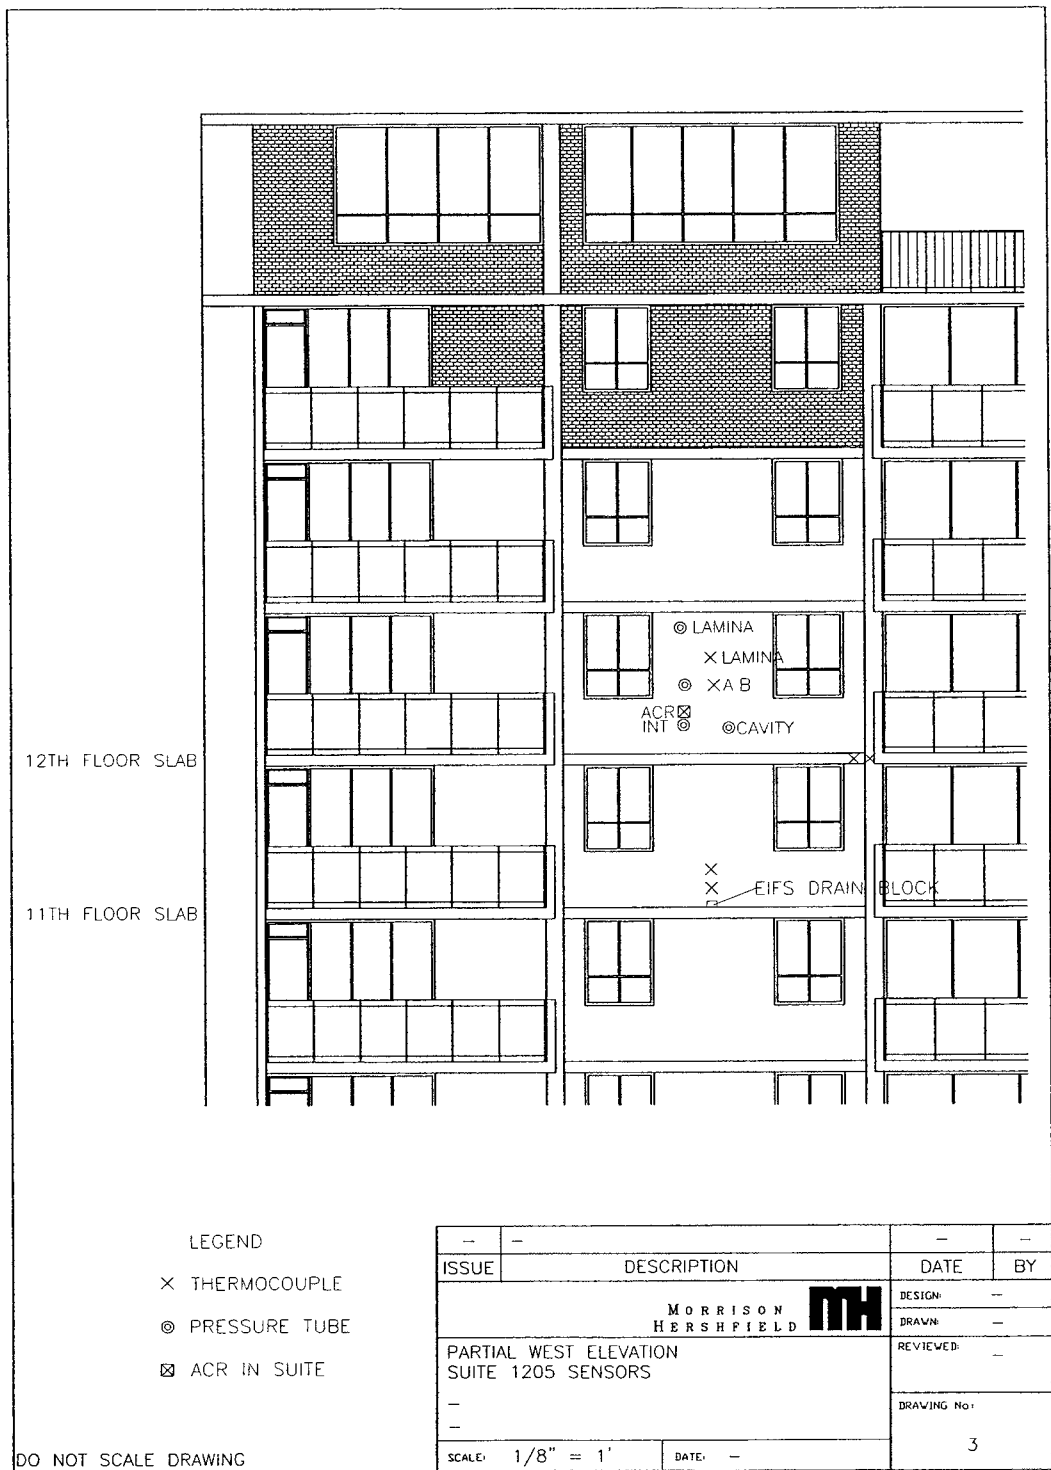 ◎ LAMINA
× LAMINA
◎ × A B
ACR ⊠
INT ◎
◎ CAVITY
12TH FLOOR SLAB
EIFS DRAIN BLOCK
11TH FLOOR SLAB
LEGEND
× THERMOCOUPLE
◎ PRESSURE TUBE
⊠ ACR IN SUITE
DO NOT SCALE DRAWING
– – – –
ISSUE DESCRIPTION DATE BY
MORRISON
HERSHFIELD
MH
DESIGN: –
DRAWN: –
REVIEWED: –
PARTIAL WEST ELEVATION
SUITE 1205 SENSORS
–
–
DRAWING No:
3
SCALE: 1/8" = 1' DATE: –